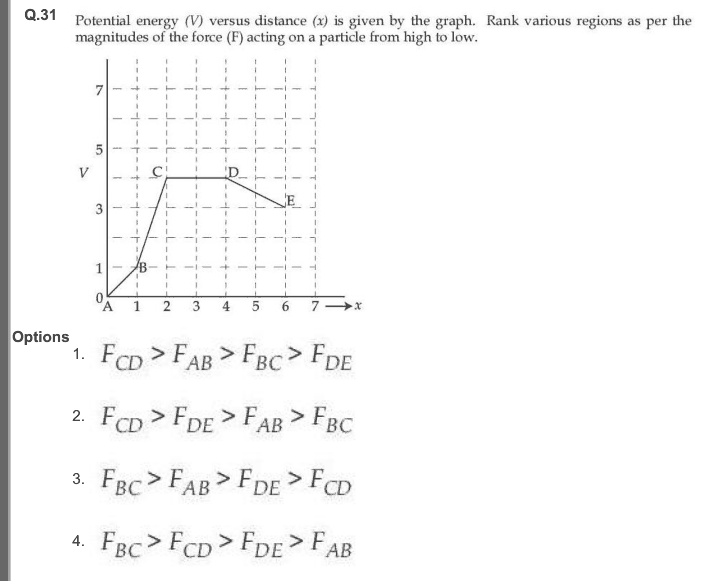 Q.31 Potential energy (V) versus distance (x) is given by the graph. Rank various regions as per the
magnitudes of the force (F) acting on a particle from high to low.
7
5
V C D
3 E
1 B
0
A 1 2 3 4 5 6 7 → x
Options
1. F_CD > F_AB > F_BC > F_DE
2. F_CD > F_DE > F_AB > F_BC
3. F_BC > F_AB > F_DE > F_CD
4. F_BC > F_CD > F_DE > F_AB